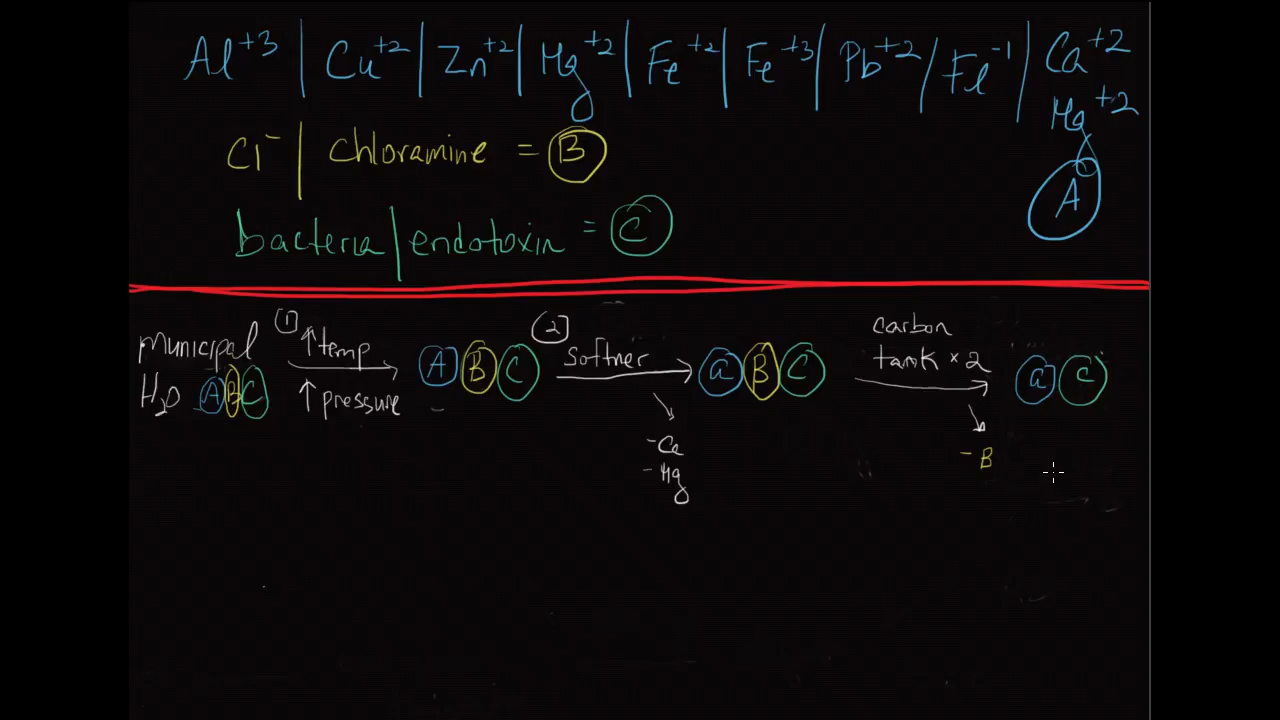 Al+3 | Cu+2 | Zn+2 | Hg+2 | Fe+2 | Fe+3 | Pb+2 / Fl-1 | Ca+2
Mg+2
A
Cl- | chloramine = B
bacteria | endotoxin = C
Municipal
H2O A B C
1
↑ temp
↑ pressure
A B C
2
Softner
- Ca
- Mg
a B C
carbon
tank × 2
- B
a C